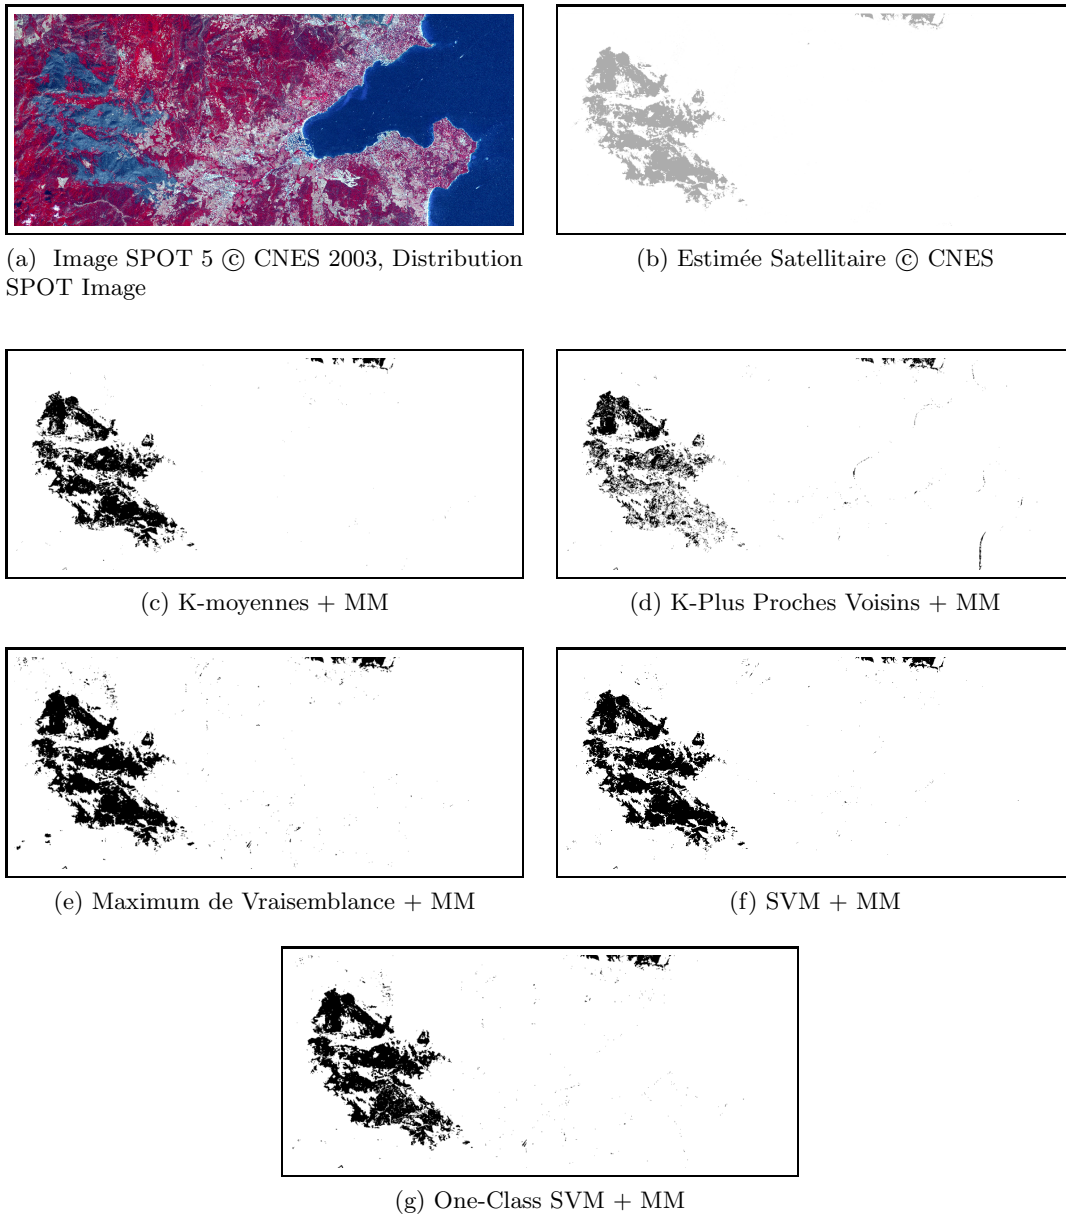 (a) Image SPOT 5 © CNES 2003, Distribution
SPOT Image
(b) Estimée Satellitaire © CNES
(c) K-moyennes + MM
(d) K-Plus Proches Voisins + MM
(e) Maximum de Vraisemblance + MM
(f) SVM + MM
(g) One-Class SVM + MM